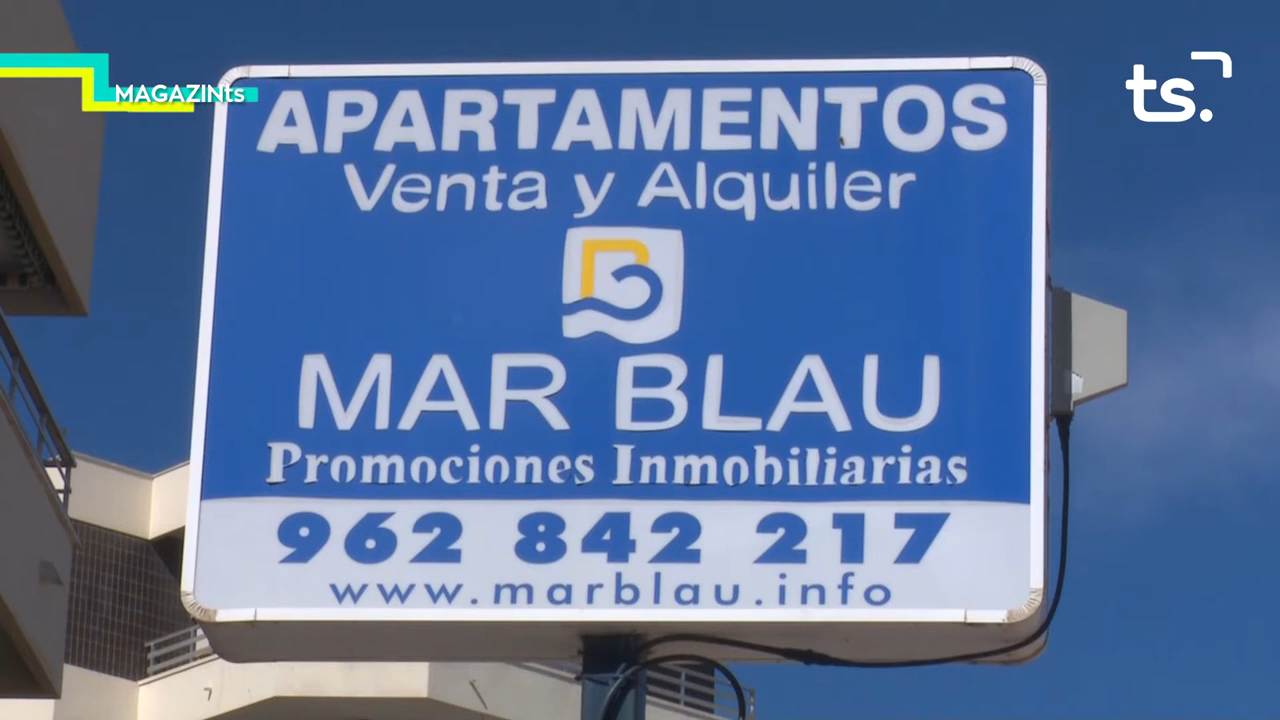 MAGAZINts
ts.
APARTAMENTOS
Venta y Alquiler
MAR BLAU
Promociones Inmobiliarias
962 842 217
www.marblau.info